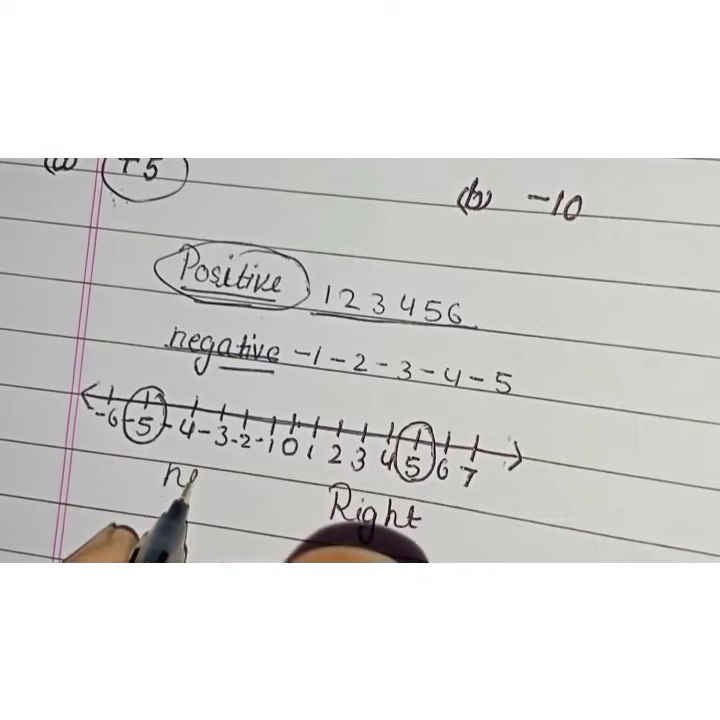 (a) +5
(b) -10
Positive 1 2 3 4 5 6
negative -1 -2 -3 -4 -5
-6 -5 -4 -3 -2 -1 0 1 2 3 4 5 6 7
ne
Right